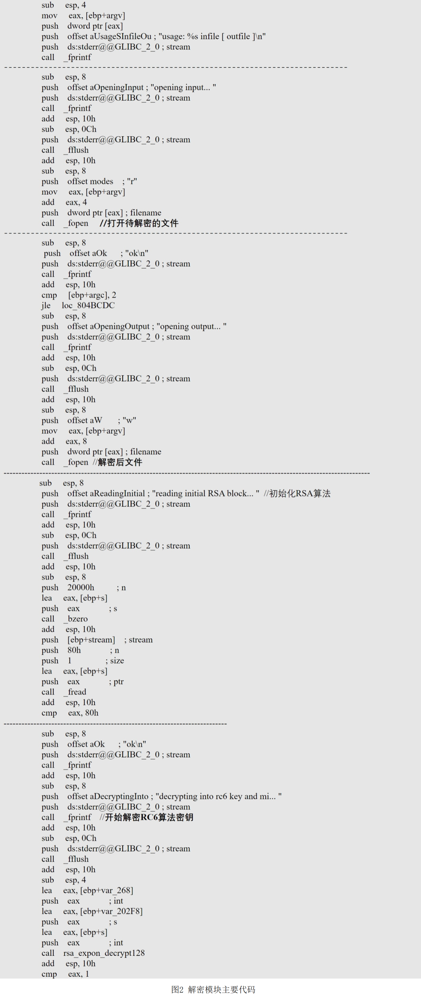 sub esp, 4
mov eax, [ebp+argv]
push dword ptr [eax]
push offset aUsageSInfileOu ; "usage: %s infile [ outfile ]\n"
push ds:stderr@@GLIBC_2_0 ; stream
call _fprintf
sub esp, 8
push offset aOpeningInput ; "opening input... "
push ds:stderr@@GLIBC_2_0 ; stream
call _fprintf
add esp, 10h
sub esp, 0Ch
push ds:stderr@@GLIBC_2_0 ; stream
call _fflush
add esp, 10h
sub esp, 8
push offset modes ; "r"
mov eax, [ebp+argv]
add eax, 4
push dword ptr [eax] ; filename
call _fopen //打开待解密的文件
sub esp, 8
push offset aOk ; "ok\n"
push ds:stderr@@GLIBC_2_0 ; stream
call _fprintf
add esp, 10h
cmp [ebp+argc], 2
jle loc_804BCDC
sub esp, 8
push offset aOpeningOutput ; "opening output... "
push ds:stderr@@GLIBC_2_0 ; stream
call _fprintf
add esp, 10h
sub esp, 0Ch
push ds:stderr@@GLIBC_2_0 ; stream
call _fflush
add esp, 10h
sub esp, 8
push offset aW ; "w"
mov eax, [ebp+argv]
add eax, 8
push dword ptr [eax] ; filename
call _fopen //解密后文件
sub esp, 8
push offset aReadingInitial ; "reading initial RSA block... " //初始化RSA算法
push ds:stderr@@GLIBC_2_0 ; stream
call _fprintf
add esp, 10h
sub esp, 0Ch
push ds:stderr@@GLIBC_2_0 ; stream
call _fflush
add esp, 10h
sub esp, 8
push 20000h ; n
lea eax, [ebp+s]
push eax ; s
call _bzero
add esp, 10h
push [ebp+stream] ; stream
push 80h ; n
push 1 ; size
lea eax, [ebp+s]
push eax ; ptr
call _fread
add esp, 10h
cmp eax, 80h
sub esp, 8
push offset aOk ; "ok\n"
push ds:stderr@@GLIBC_2_0 ; stream
call _fprintf
add esp, 10h
sub esp, 8
push offset aDecryptingInto ; "decrypting into rc6 key and mi... "
push ds:stderr@@GLIBC_2_0 ; stream
call _fprintf //开始解密RC6算法密钥
add esp, 10h
sub esp, 0Ch
push ds:stderr@@GLIBC_2_0 ; stream
call _fflush
add esp, 10h
sub esp, 4
lea eax, [ebp+var_268]
push eax ; int
lea eax, [ebp+var_202F8]
push eax ; s
lea eax, [ebp+s]
push eax ; int
call rsa_expon_decrypt128
add esp, 10h
cmp eax, 1
图2 解密模块主要代码